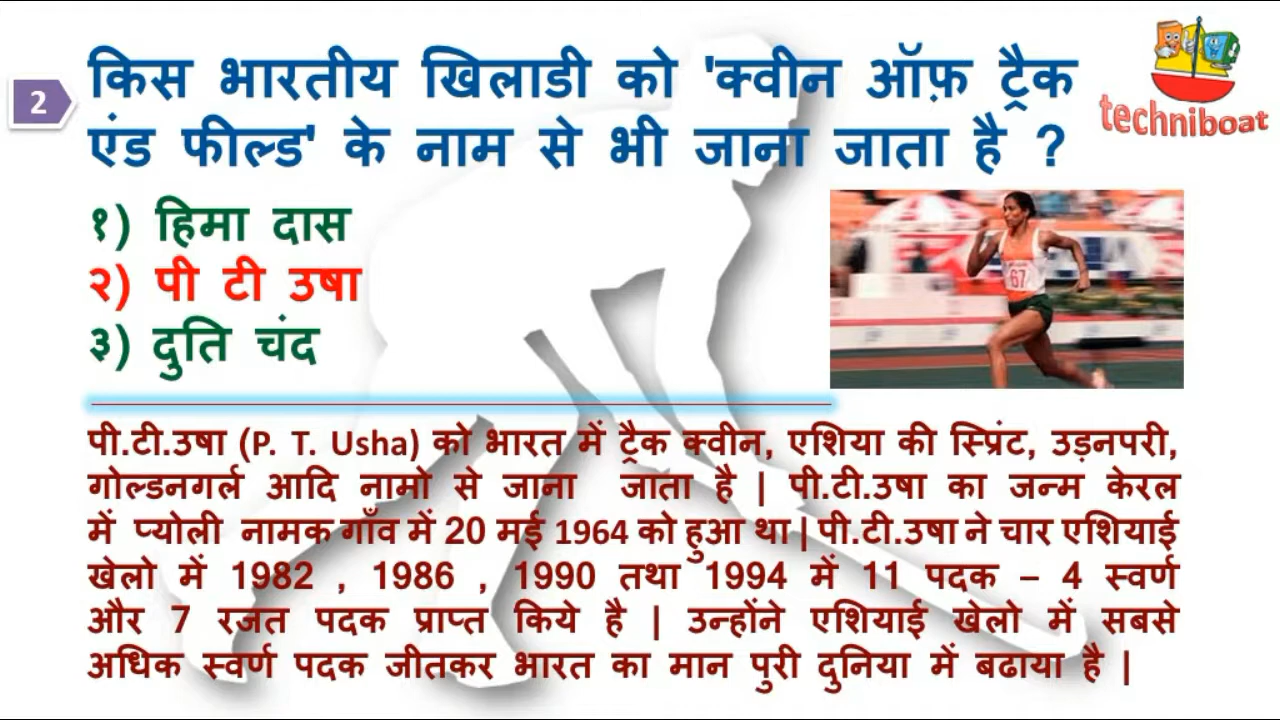 2
किस भारतीय खिलाडी को 'क्वीन ऑफ़ ट्रैक
एंड फील्ड' के नाम से भी जाना जाता है ?
techniboat
१) हिमा दास
२) पी टी उषा
३) दुति चंद
67
पी.टी.उषा (P. T. Usha) को भारत में ट्रैक क्वीन, एशिया की स्प्रिंट, उड़नपरी,
गोल्डनगर्ल आदि नामो से जाना जाता है | पी.टी.उषा का जन्म केरल
में प्योली नामक गाँव में 20 मई 1964 को हुआ था | पी.टी.उषा ने चार एशियाई
खेलो में 1982 , 1986 , 1990 तथा 1994 में 11 पदक – 4 स्वर्ण
और 7 रजत पदक प्राप्त किये है | उन्होंने एशियाई खेलो में सबसे
अधिक स्वर्ण पदक जीतकर भारत का मान पुरी दुनिया में बढाया है |